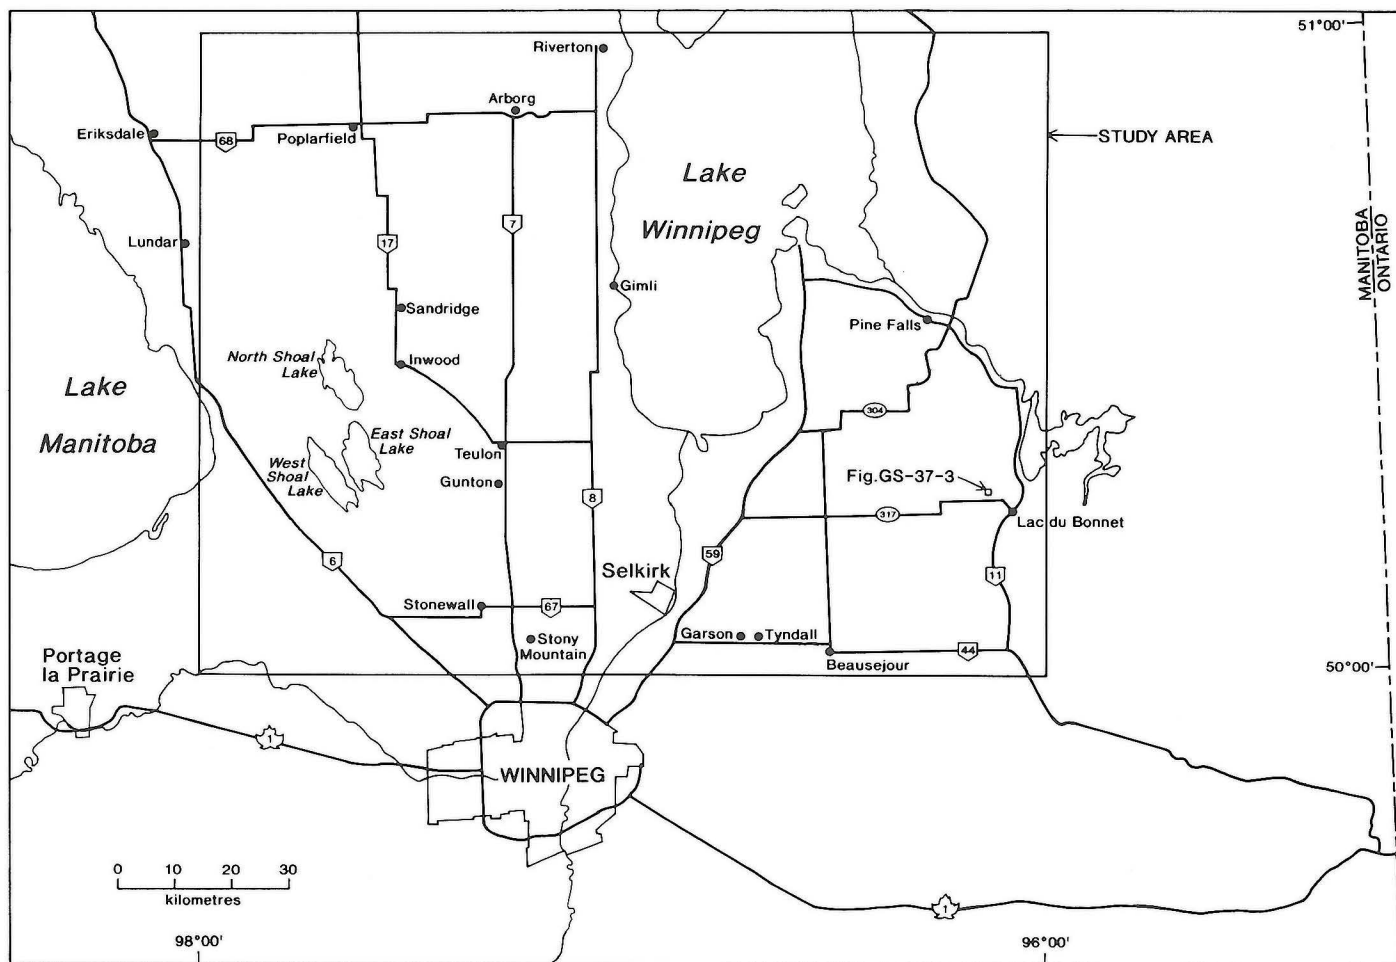 51°00'
Riverton
Arborg
Eriksdale
68
Poplarfield
STUDY AREA
Lake
Winnipeg
7
17
Lundar
MANITOBA
ONTARIO
Gimli
Sandridge
Pine Falls
North Shoal
Lake
Inwood
Lake
Manitoba
304
East Shoal
Lake
West
Shoal
Lake
Teulon
Gunton
8
Fig.GS-37-3
317
Lac du Bonnet
59
6
Selkirk
11
Stonewall
67
Stony
Mountain
Garson
Tyndall
44
Beausejour
Portage
la Prairie
50°00'
1
WINNIPEG
0 10 20 30
kilometres
1
98°00'
96°00'